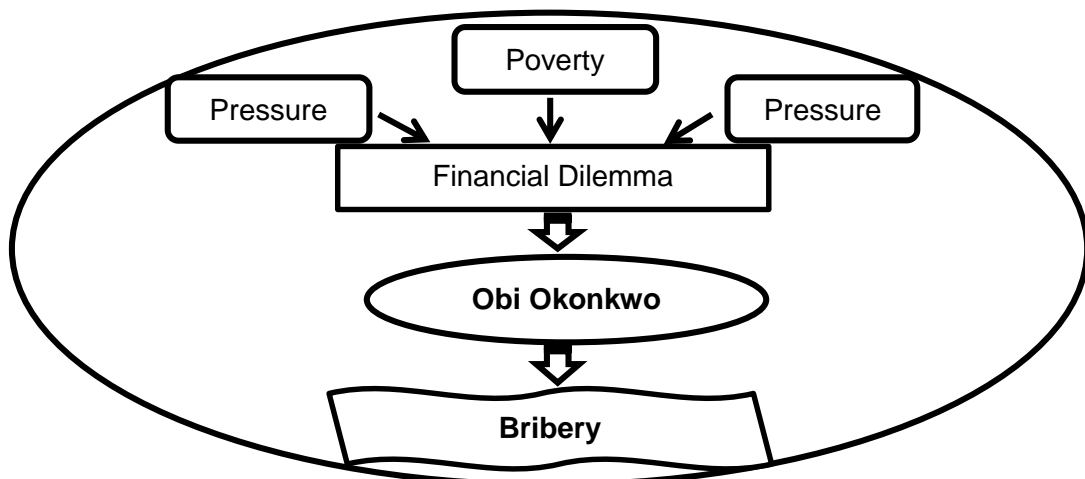 Poverty
Pressure
Pressure
Financial Dilemma
Obi Okonkwo
Bribery